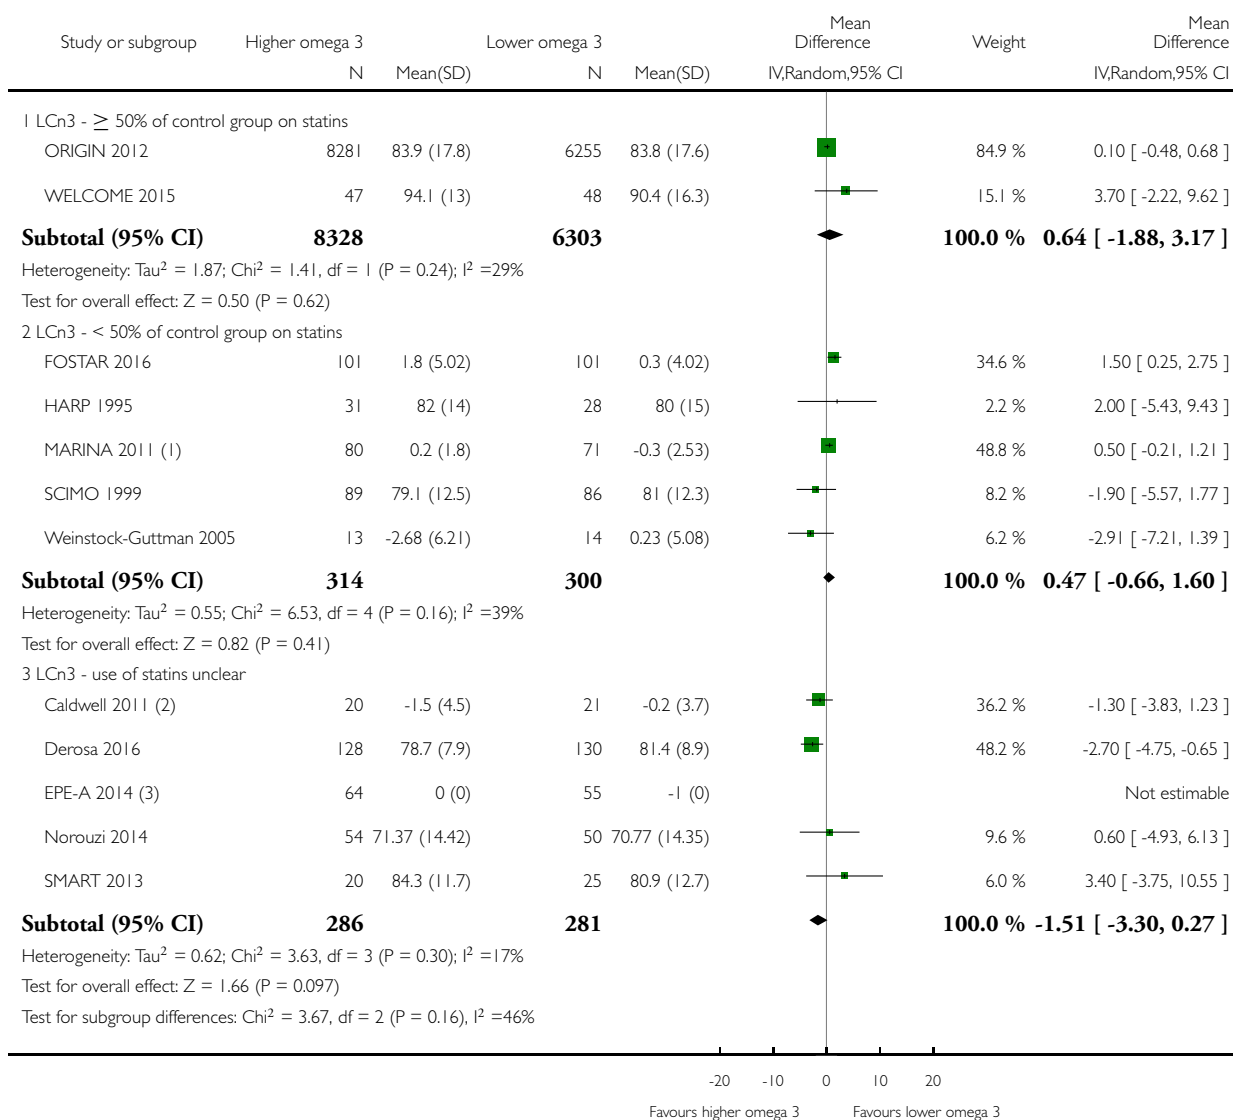 Study or subgroup Higher omega 3 Lower omega 3 Mean Difference Weight Mean Difference
N Mean(SD) N Mean(SD) IV,Random,95% CI IV,Random,95% CI
1 LCn3 - ≥ 50% of control group on statins
ORIGIN 2012 8281 83.9 (17.8) 6255 83.8 (17.6) 84.9 % 0.10 [ -0.48, 0.68 ]
WELCOME 2015 47 94.1 (13) 48 90.4 (16.3) 15.1 % 3.70 [ -2.22, 9.62 ]
Subtotal (95% CI) 8328 6303 100.0 % 0.64 [ -1.88, 3.17 ]
Heterogeneity: Tau² = 1.87; Chi² = 1.41, df = 1 (P = 0.24); I² =29%
Test for overall effect: Z = 0.50 (P = 0.62)
2 LCn3 - < 50% of control group on statins
FOSTAR 2016 101 1.8 (5.02) 101 0.3 (4.02) 34.6 % 1.50 [ 0.25, 2.75 ]
HARP 1995 31 82 (14) 28 80 (15) 2.2 % 2.00 [ -5.43, 9.43 ]
MARINA 2011 (1) 80 0.2 (1.8) 71 -0.3 (2.53) 48.8 % 0.50 [ -0.21, 1.21 ]
SCIMO 1999 89 79.1 (12.5) 86 81 (12.3) 8.2 % -1.90 [ -5.57, 1.77 ]
Weinstock-Guttman 2005 13 -2.68 (6.21) 14 0.23 (5.08) 6.2 % -2.91 [ -7.21, 1.39 ]
Subtotal (95% CI) 314 300 100.0 % 0.47 [ -0.66, 1.60 ]
Heterogeneity: Tau² = 0.55; Chi² = 6.53, df = 4 (P = 0.16); I² =39%
Test for overall effect: Z = 0.82 (P = 0.41)
3 LCn3 - use of statins unclear
Caldwell 2011 (2) 20 -1.5 (4.5) 21 -0.2 (3.7) 36.2 % -1.30 [ -3.83, 1.23 ]
Derosa 2016 128 78.7 (7.9) 130 81.4 (8.9) 48.2 % -2.70 [ -4.75, -0.65 ]
EPE-A 2014 (3) 64 0 (0) 55 -1 (0) Not estimable
Norouzi 2014 54 71.37 (14.42) 50 70.77 (14.35) 9.6 % 0.60 [ -4.93, 6.13 ]
SMART 2013 20 84.3 (11.7) 25 80.9 (12.7) 6.0 % 3.40 [ -3.75, 10.55 ]
Subtotal (95% CI) 286 281 100.0 % -1.51 [ -3.30, 0.27 ]
Heterogeneity: Tau² = 0.62; Chi² = 3.63, df = 3 (P = 0.30); I² =17%
Test for overall effect: Z = 1.66 (P = 0.097)
Test for subgroup differences: Chi² = 3.67, df = 2 (P = 0.16), I² =46%
-20 -10 0 10 20
Favours higher omega 3 Favours lower omega 3